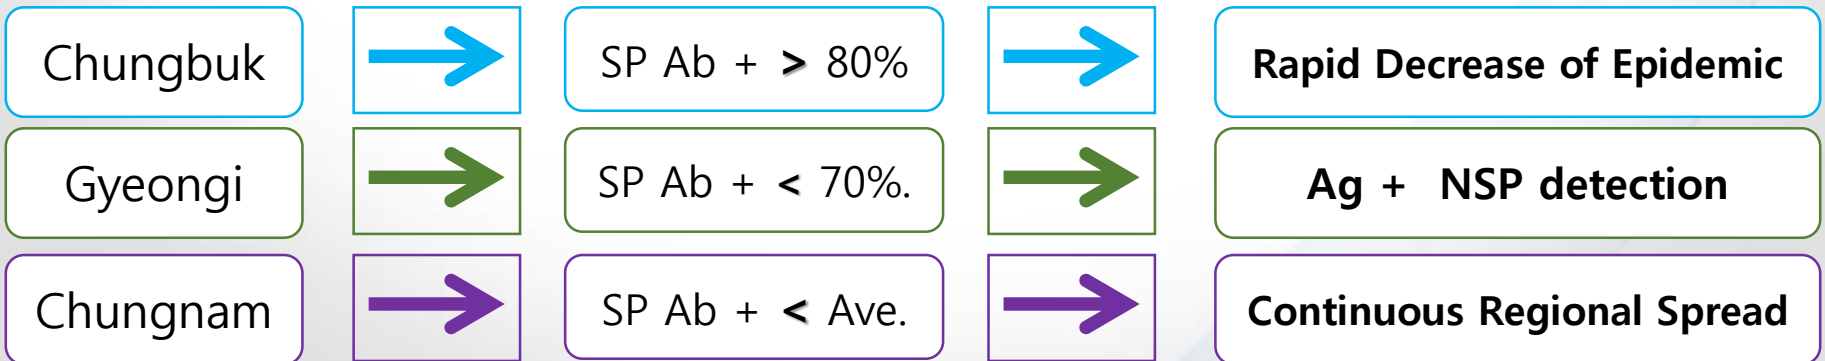 Chungbuk SP Ab + > 80% Rapid Decrease of Epidemic
Gyeongi SP Ab + < 70%. Ag + NSP detection
Chungnam SP Ab + < Ave. Continuous Regional Spread